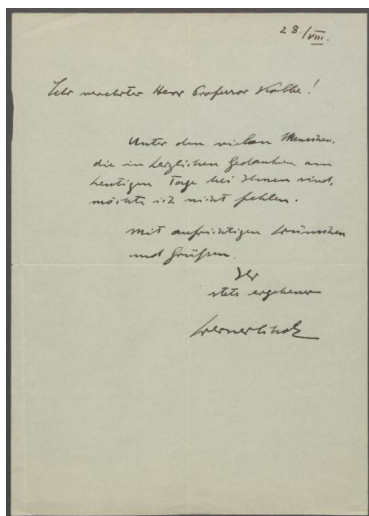 28/VIII.
Sehr verehrter Herr Professor Kolbe!
Unter den vielen Menschen,
die in herzlichen Gedanken am
heutigen Tage bei Ihnen sind,
möchte ich nicht fehlen.
Mit aufrichtigen Wünschen
und Grüßen.
Ihr
stets ergebener
Werner